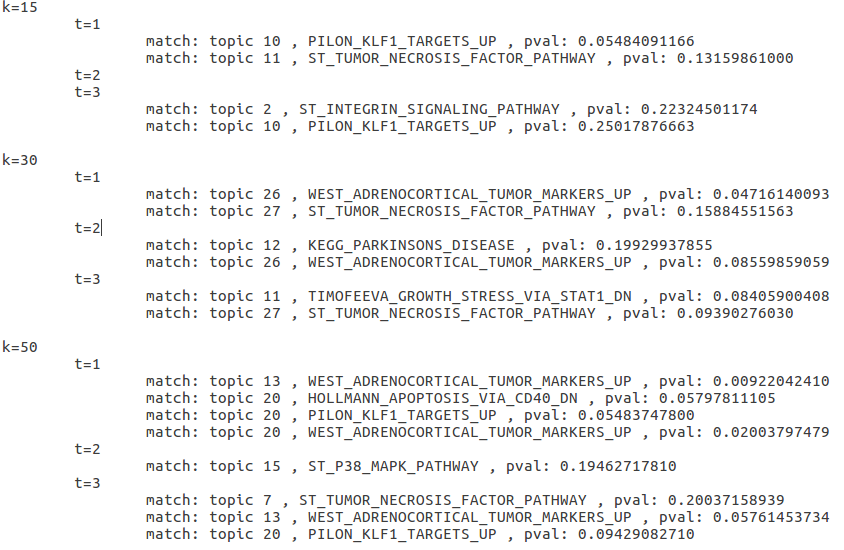 k=15
t=1
match: topic 10 , PILON_KLF1_TARGETS_UP , pval: 0.05484091166
match: topic 11 , ST_TUMOR_NECROSIS_FACTOR_PATHWAY , pval: 0.13159861000
t=2
t=3
match: topic 2 , ST_INTEGRIN_SIGNALING_PATHWAY , pval: 0.22324501174
match: topic 10 , PILON_KLF1_TARGETS_UP , pval: 0.25017876663
k=30
t=1
match: topic 26 , WEST_ADRENOCORTICAL_TUMOR_MARKERS_UP , pval: 0.04716140093
match: topic 27 , ST_TUMOR_NECROSIS_FACTOR_PATHWAY , pval: 0.15884551563
t=2
match: topic 12 , KEGG_PARKINSONS_DISEASE , pval: 0.19929937855
match: topic 26 , WEST_ADRENOCORTICAL_TUMOR_MARKERS_UP , pval: 0.08559859059
t=3
match: topic 11 , TIMOFEEVA_GROWTH_STRESS_VIA_STAT1_DN , pval: 0.08405900408
match: topic 27 , ST_TUMOR_NECROSIS_FACTOR_PATHWAY , pval: 0.09390276030
k=50
t=1
match: topic 13 , WEST_ADRENOCORTICAL_TUMOR_MARKERS_UP , pval: 0.00922042410
match: topic 20 , HOLLMANN_APOPTOSIS_VIA_CD40_DN , pval: 0.05797811105
match: topic 20 , PILON_KLF1_TARGETS_UP , pval: 0.05483747800
match: topic 20 , WEST_ADRENOCORTICAL_TUMOR_MARKERS_UP , pval: 0.02003797479
t=2
match: topic 15 , ST_P38_MAPK_PATHWAY , pval: 0.19462717810
t=3
match: topic 7 , ST_TUMOR_NECROSIS_FACTOR_PATHWAY , pval: 0.20037158939
match: topic 13 , WEST_ADRENOCORTICAL_TUMOR_MARKERS_UP , pval: 0.05761453734
match: topic 20 , PILON_KLF1_TARGETS_UP , pval: 0.09429082710